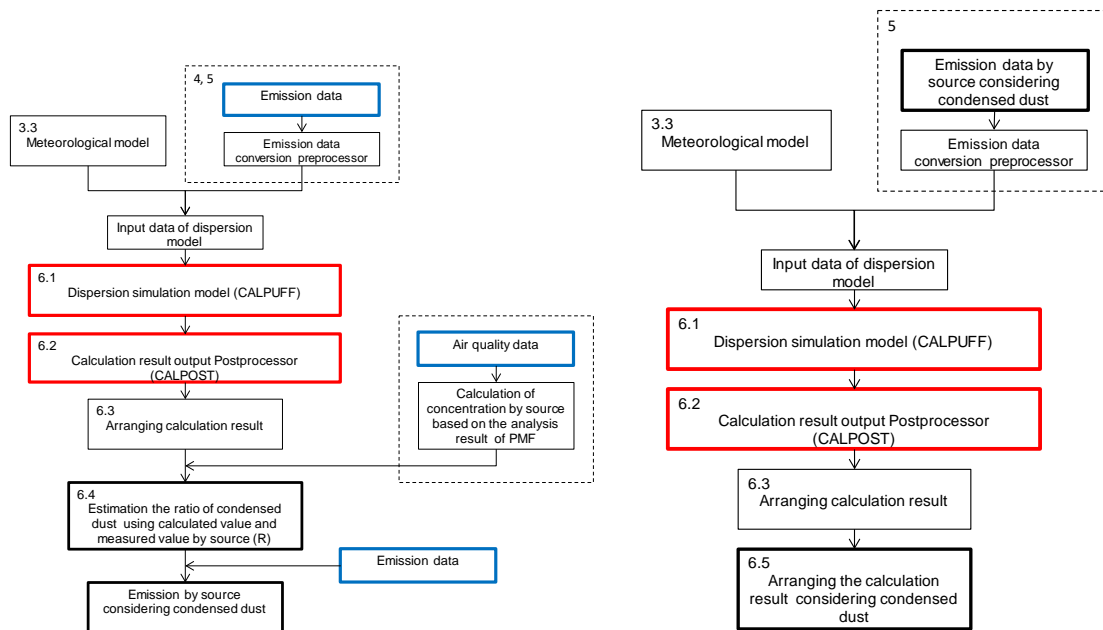 4, 5
Emission data
Emission data
conversion preprocessor
3.3
Meteorological model
Input data of dispersion
model
6.1
Dispersion simulation model (CALPUFF)
6.2
Calculation result output Postprocessor
(CALPOST)
6.3
Arranging calculation result
Air quality data
Calculation of
concentration by source
based on the analysis
result of PMF
6.4
Estimation the ratio of condensed
dust using calculated value and
measured value by source (R)
Emission data
Emission by source
considering condensed dust
5
Emission data by
source considering
condensed dust
Emission data
conversion preprocessor
3.3
Meteorological model
Input data of dispersion
model
6.1
Dispersion simulation model (CALPUFF)
6.2
Calculation result output Postprocessor
(CALPOST)
6.3
Arranging calculation result
6.5
Arranging the calculation
result considering condensed
dust